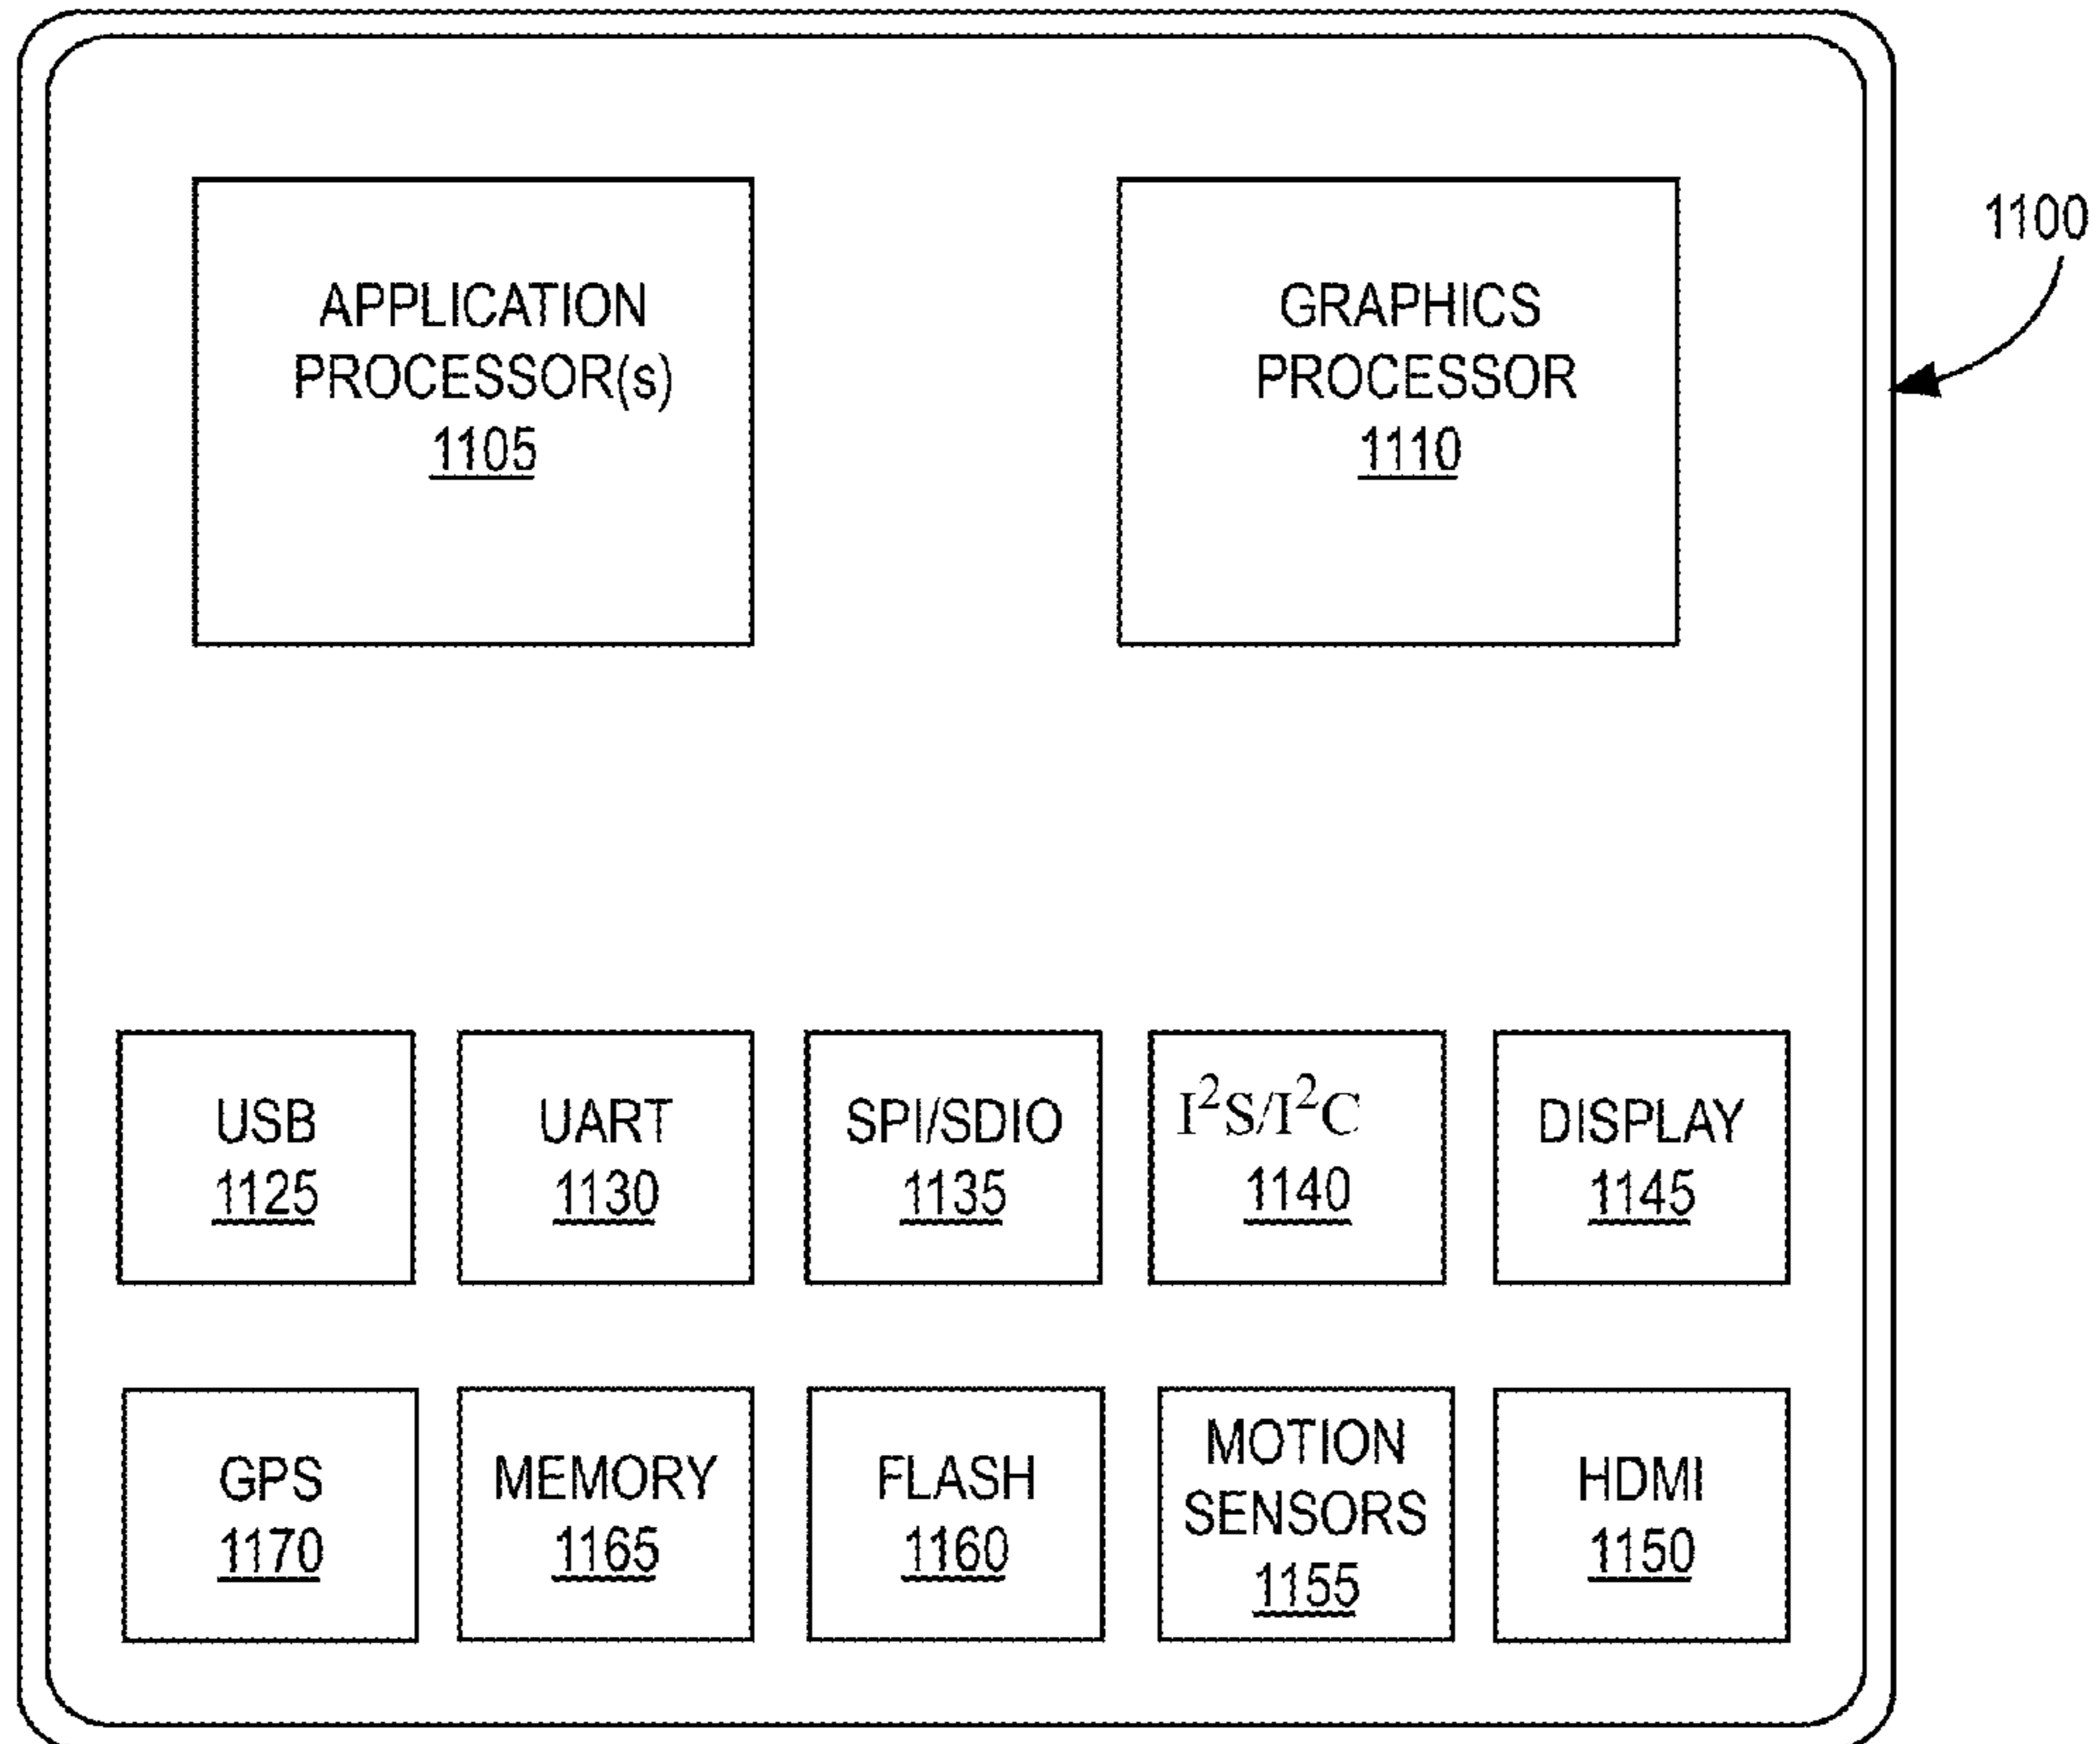 1100
APPLICATION
PROCESSOR(s)
1105
GRAPHICS
PROCESSOR
1110
USB
1125
UART
1130
SPI/SDIO
1135
I²S/I²C
1140
DISPLAY
1145
GPS
1170
MEMORY
1165
FLASH
1160
MOTION
SENSORS
1155
HDMI
1150